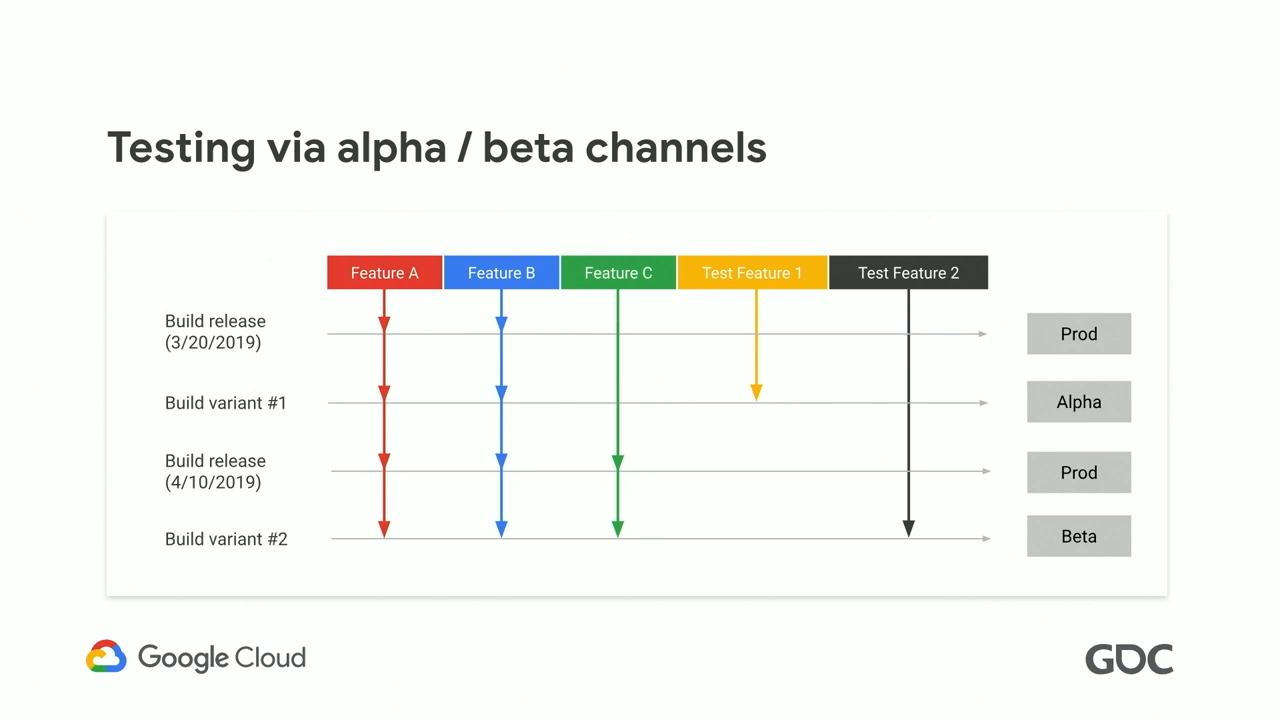 Testing via alpha / beta channels
Feature A
Feature B
Feature C
Test Feature 1
Test Feature 2
Build release
(3/20/2019)
Prod
Build variant #1
Alpha
Build release
(4/10/2019)
Prod
Build variant #2
Beta
Google Cloud
GDC